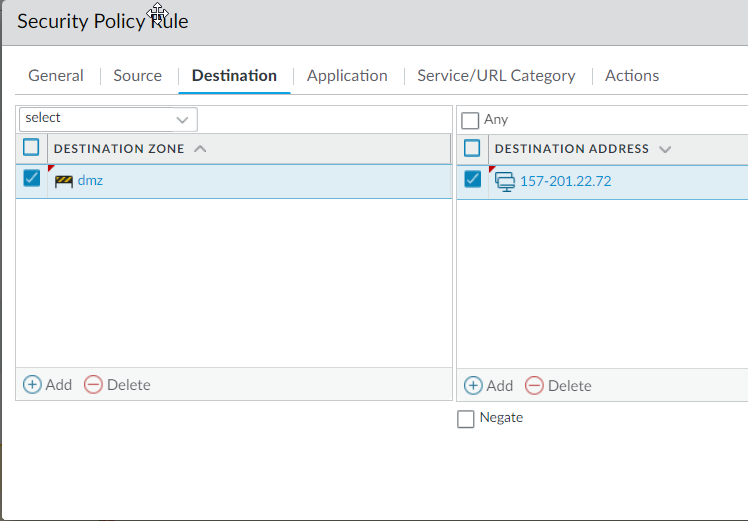 Security Policy Rule
General Source Destination Application Service/URL Category Actions
select
Any
DESTINATION ZONE
DESTINATION ADDRESS
dmz
157-201.22.72
Add Delete
Add Delete
Negate